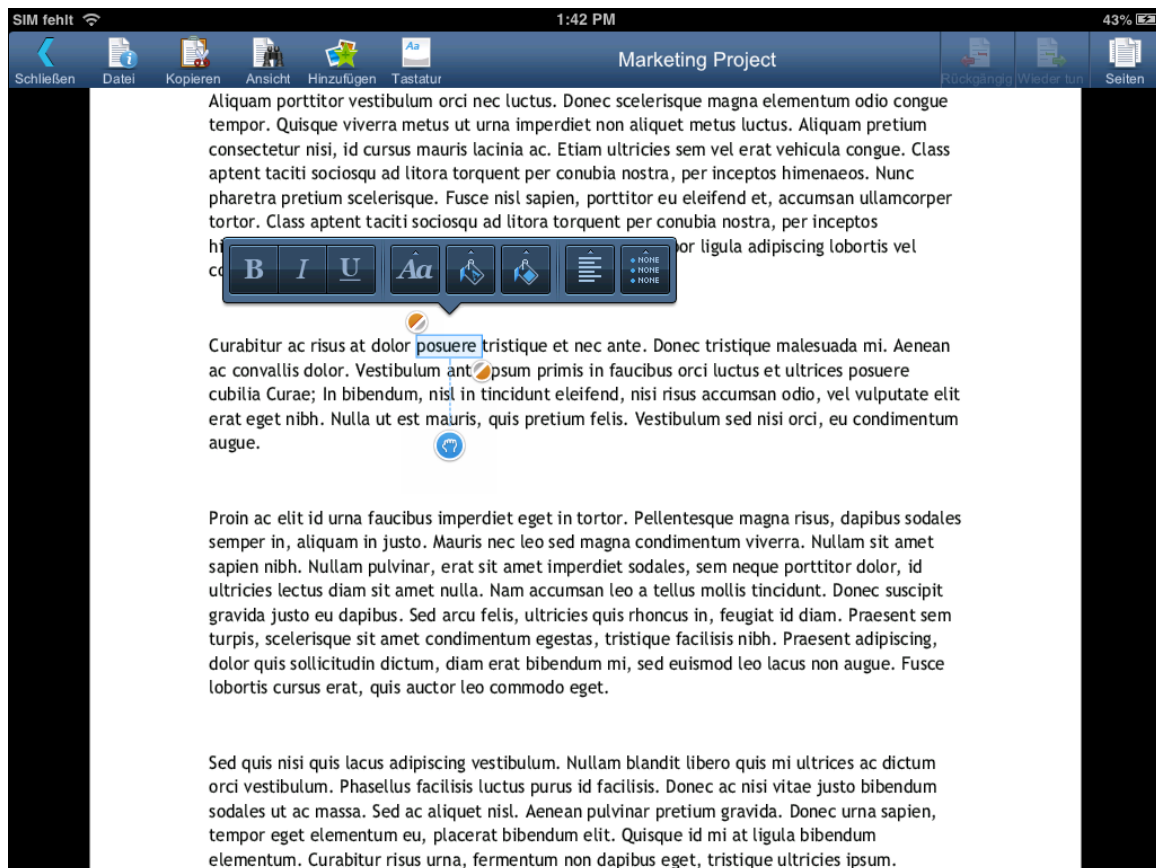 SIM fehlt 1:42 PM 43%
Marketing Project
Schließen Datei Kopieren Ansicht Hinzufügen Tastatur Rückgängig Wieder tun Seiten
Aliquam porttitor vestibulum orci nec luctus. Donec scelerisque magna elementum odio congue
tempor. Quisque viverra metus ut urna imperdiet non aliquet metus luctus. Aliquam pretium
consectetur nisi, id cursus mauris lacinia ac. Etiam ultricies sem vel erat vehicula congue. Class
aptent taciti sociosqu ad litora torquent per conubia nostra, per inceptos himenaeos. Nunc
pharetra pretium scelerisque. Fusce nisl sapien, porttitor eu eleifend et, accumsan ullamcorper
tortor. Class aptent taciti sociosqu ad litora torquent per conubia nostra, per inceptos
ligula adipiscing lobortis vel
B I U Aa NONE
NONE
NONE
Curabitur ac risus at dolor posuere tristique et nec ante. Donec tristique malesuada mi. Aenean
ac convallis dolor. Vestibulum ante ipsum primis in faucibus orci luctus et ultrices posuere
cubilia Curae; In bibendum, nisl in tincidunt eleifend, nisi risus accumsan odio, vel vulputate elit
erat eget nibh. Nulla ut est mauris, quis pretium felis. Vestibulum sed nisi orci, eu condimentum
augue.
Proin ac elit id urna faucibus imperdiet eget in tortor. Pellentesque magna risus, dapibus sodales
semper in, aliquam in justo. Mauris nec leo sed magna condimentum viverra. Nullam sit amet
sapien nibh. Nullam pulvinar, erat sit amet imperdiet sodales, sem neque porttitor dolor, id
ultricies lectus diam sit amet nulla. Nam accumsan leo a tellus mollis tincidunt. Donec suscipit
gravida justo eu dapibus. Sed arcu felis, ultricies quis rhoncus in, feugiat id diam. Praesent sem
turpis, scelerisque sit amet condimentum egestas, tristique facilisis nibh. Praesent adipiscing,
dolor quis sollicitudin dictum, diam erat bibendum mi, sed euismod leo lacus non augue. Fusce
lobortis cursus erat, quis auctor leo commodo eget.
Sed quis nisi quis lacus adipiscing vestibulum. Nullam blandit libero quis mi ultrices ac dictum
orci vestibulum. Phasellus facilisis luctus purus id facilisis. Donec ac nisi vitae justo bibendum
sodales ut ac massa. Sed ac aliquet nisl. Aenean pulvinar pretium gravida. Donec urna sapien,
tempor eget elementum eu, placerat bibendum elit. Quisque id mi at ligula bibendum
elementum. Curabitur risus urna, fermentum non dapibus eget, tristique ultricies ipsum.